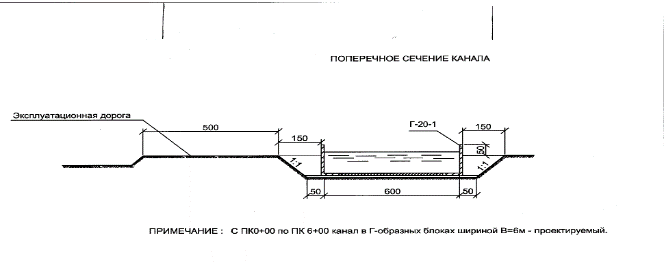 ПОПЕРЕЧНОЕ СЕЧЕНИЕ КАНАЛА
Эксплуатационная дорога
Г-20-1
500
150
150
50
1:1
1:1
50
600
50
ПРИМЕЧАНИЕ : С ПК0+00 по ПК 6+00 канал в Г-образных блоках шириной В=6м - проектируемый.